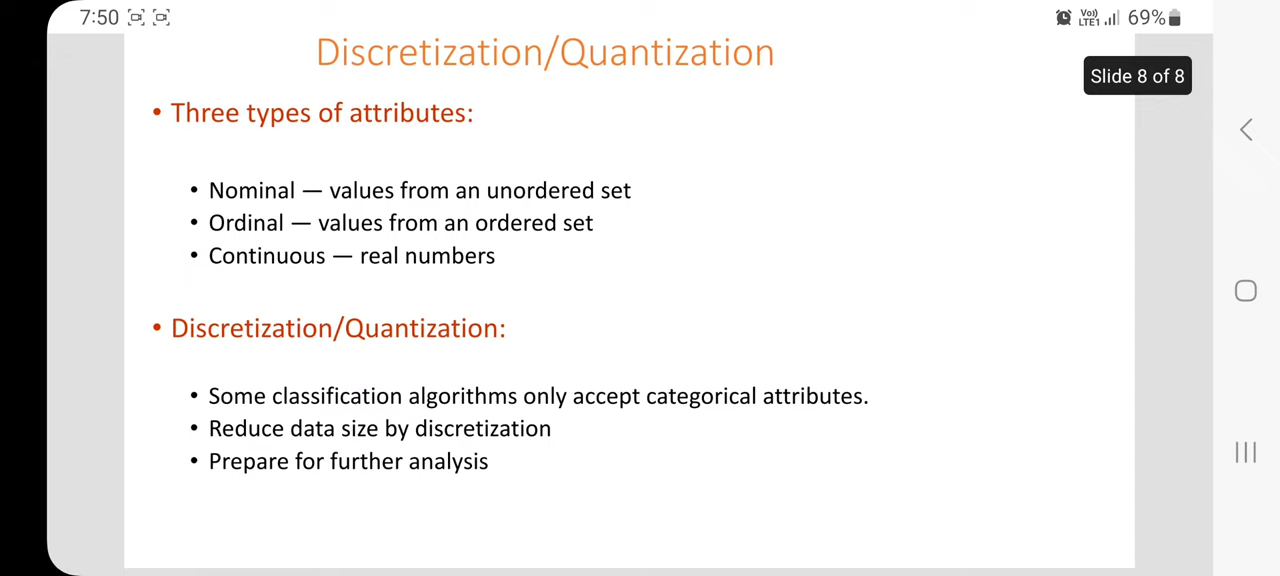 7:50
Vo))
LTE1
69%
Discretization/Quantization
Slide 8 of 8
• Three types of attributes:
• Nominal — values from an unordered set
• Ordinal — values from an ordered set
• Continuous — real numbers
• Discretization/Quantization:
• Some classification algorithms only accept categorical attributes.
• Reduce data size by discretization
• Prepare for further analysis